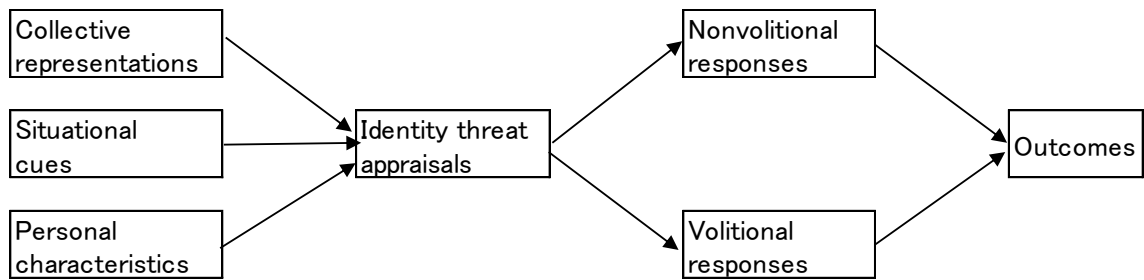 Collective
representations
Situational
cues
Personal
characteristics
Identity threat
appraisals
Nonvolitional
responses
Volitional
responses
Outcomes